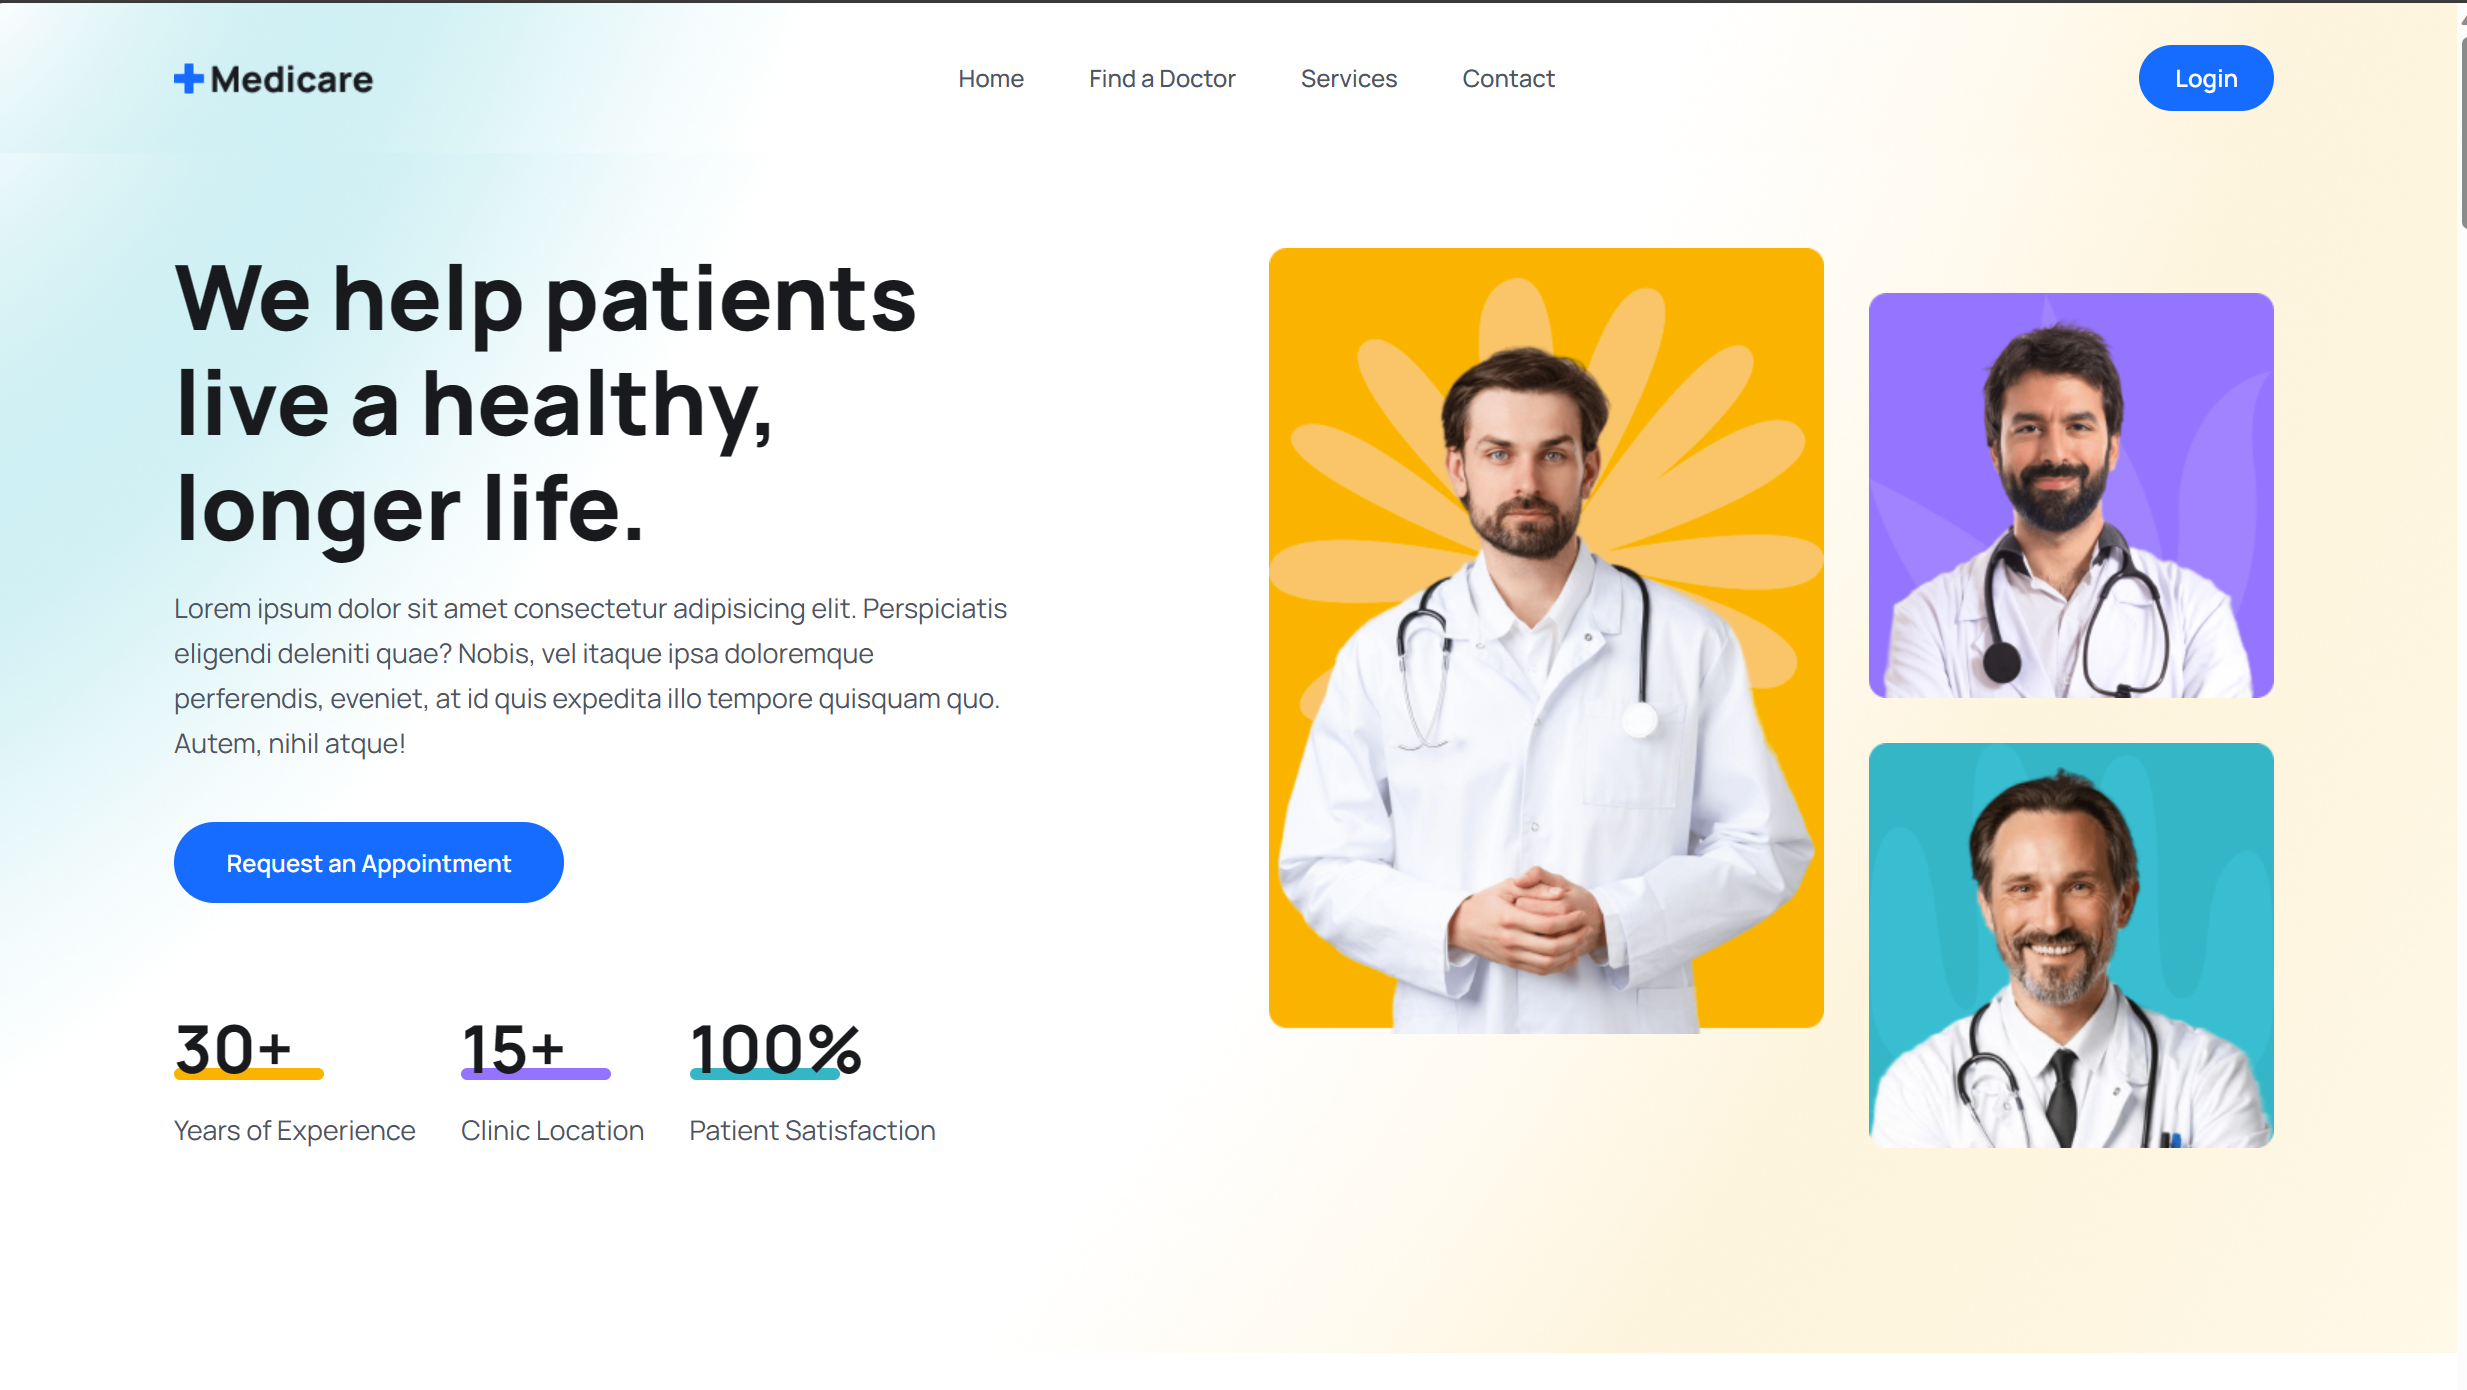 Medicare
Home
Find a Doctor
Services
Contact
Login
We help patients
live a healthy,
longer life.
Lorem ipsum dolor sit amet consectetur adipisicing elit. Perspiciatis
eligendi deleniti quae? Nobis, vel itaque ipsa doloremque
perferendis, eveniet, at id quis expedita illo tempore quisquam quo.
Autem, nihil atque!
Request an Appointment
30+
Years of Experience
15+
Clinic Location
100%
Patient Satisfaction